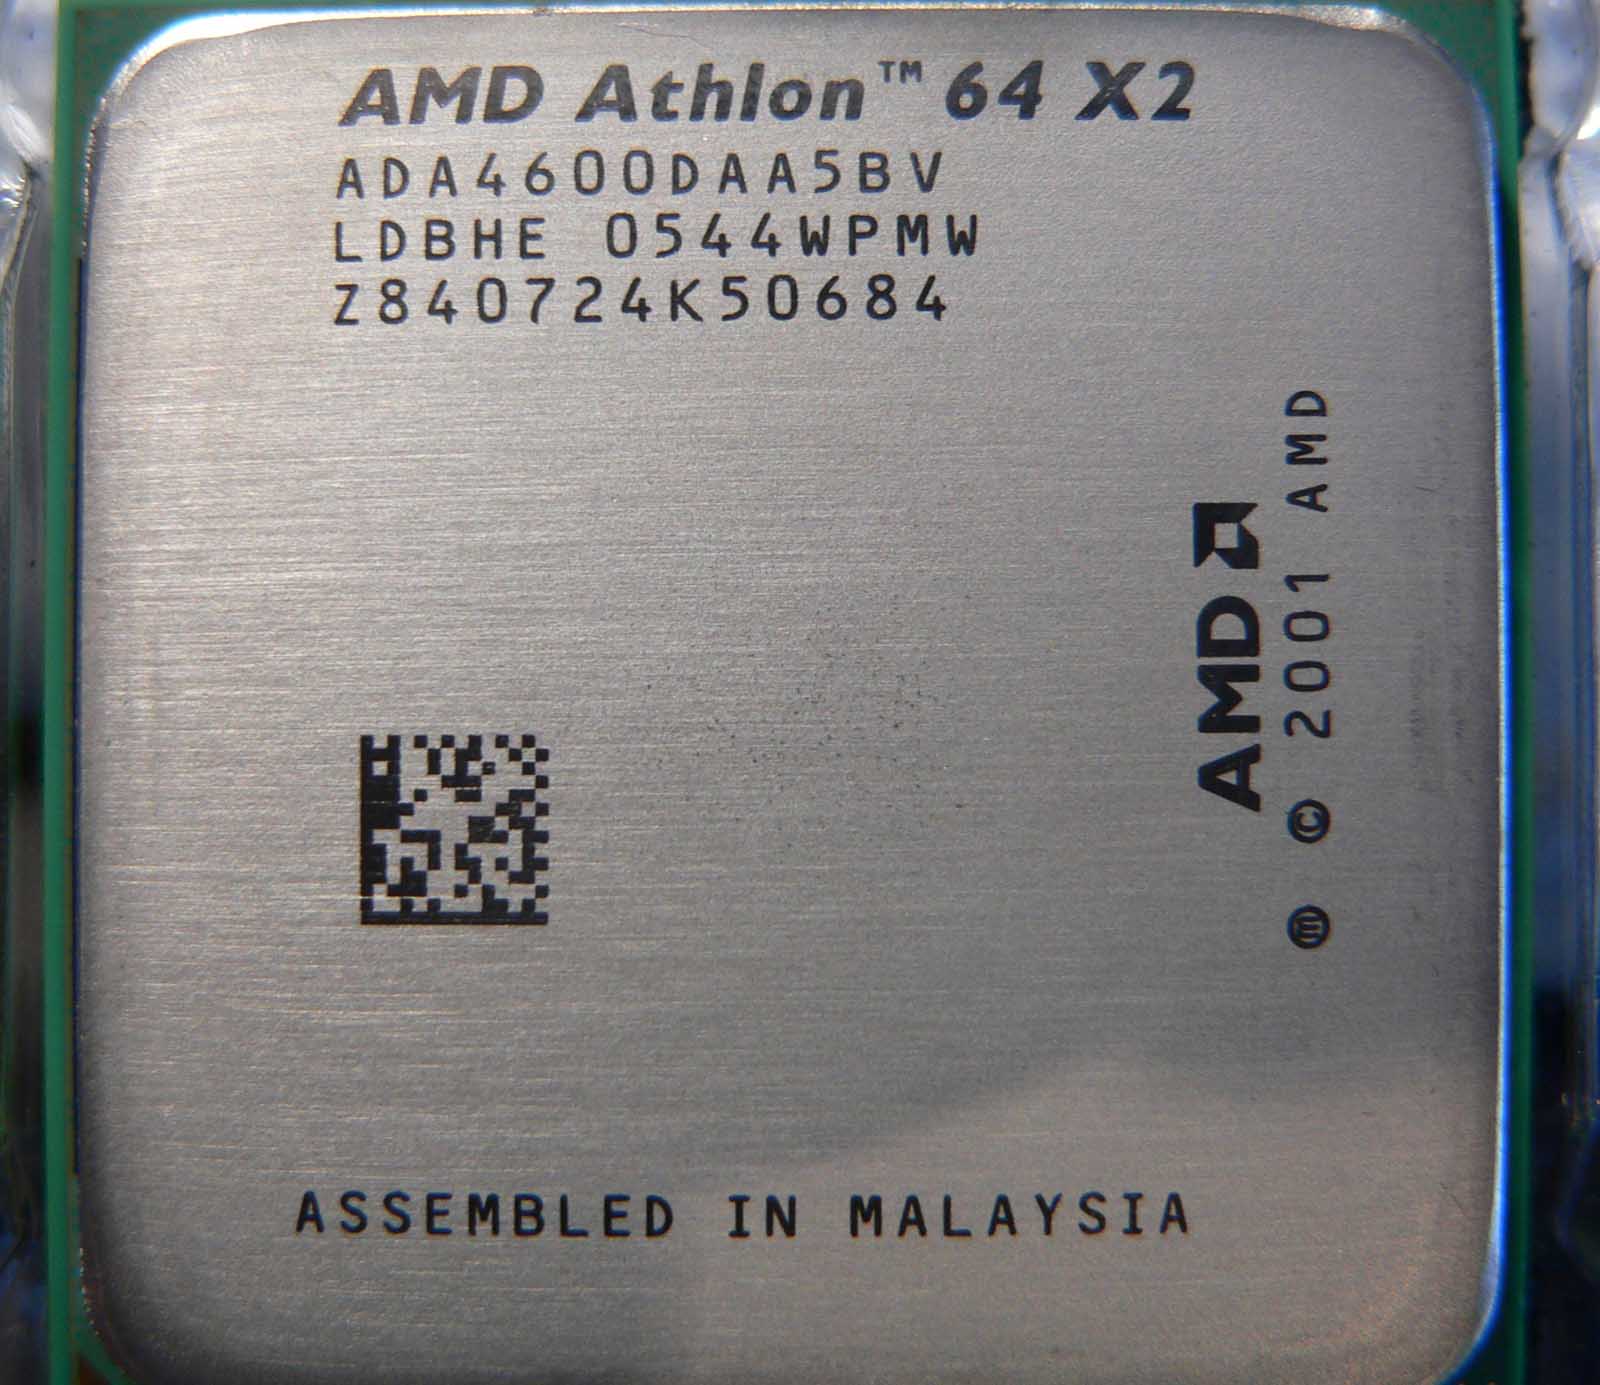 AMD Athlon™ 64 X2
ADA4600DAA5BV
LDBHE 0544WPMW
Z840724K50684
AMD
ⓜ © 2001 AMD
ASSEMBLED IN MALAYSIA